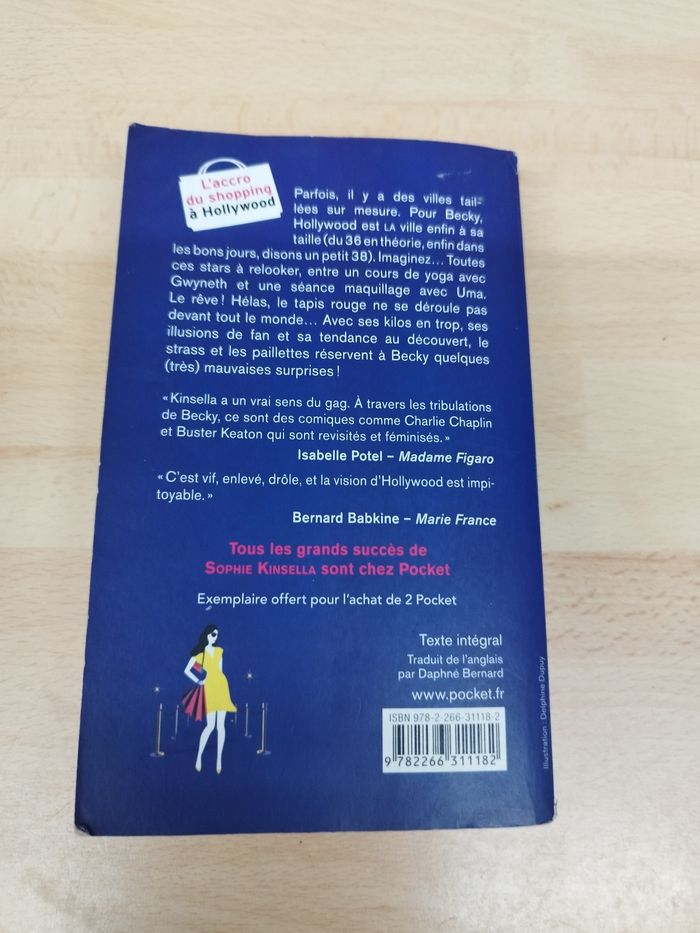 L'accro
du shopping
à Hollywood
Parfois, il y a des villes tail-
lées sur mesure. Pour Becky,
Hollywood est LA ville enfin à sa
taille (du 36 en théorie, enfin dans
les bons jours, disons un petit 38). Imaginez... Toutes
ces stars à relooker, entre un cours de yoga avec
Gwyneth et une séance maquillage avec Uma.
Le rêve ! Hélas, le tapis rouge ne se déroule pas
devant tout le monde... Avec ses kilos en trop, ses
illusions de fan et sa tendance au découvert, le
strass et les paillettes réservent à Becky quelques
(très) mauvaises surprises !
« Kinsella a un vrai sens du gag. À travers les tribulations
de Becky, ce sont des comiques comme Charlie Chaplin
et Buster Keaton qui sont revisités et féminisés. »
Isabelle Potel – Madame Figaro
« C'est vif, enlevé, drôle, et la vision d'Hollywood est impi-
toyable. »
Bernard Babkine – Marie France
Tous les grands succès de
SOPHIE KINSELLA sont chez Pocket
Exemplaire offert pour l'achat de 2 Pocket
Texte intégral
Traduit de l'anglais
par Daphné Bernard
www.pocket.fr
ISBN 978-2-266-31118-2
9 782266 311182
Illustration : Delphine Dupuy